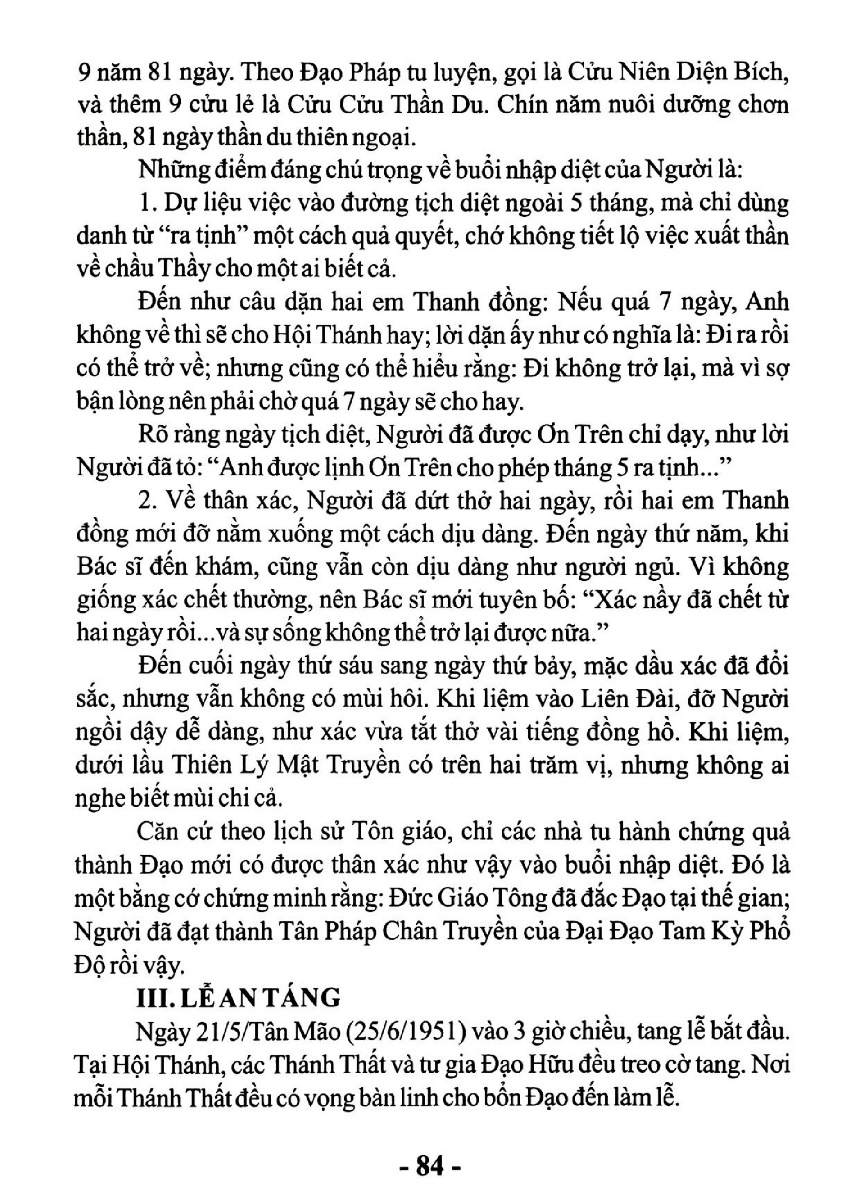 9 năm 81 ngày. Theo Đạo Pháp tu luyện, gọi là Cửu Niên Diện Bích,
và thêm 9 cửu lẻ là Cửu Cửu Thần Du. Chín năm nuôi dưỡng chơn
thần, 81 ngày thần du thiên ngoại.
Những điểm đáng chú trọng về buổi nhập diệt của Người là:
1. Dự liệu việc vào đường tịch diệt ngoài 5 tháng, mà chỉ dùng
danh từ “ra tịnh” một cách quả quyết, chớ không tiết lộ việc xuất thần
về chầu Thầy cho một ai biết cả.
Đến như câu dặn hai em Thanh đồng: Nếu quá 7 ngày, Anh
không về thì sẽ cho Hội Thánh hay; lời dặn ấy như có nghĩa là: Đi ra rồi
có thể trở về; nhưng cũng có thể hiểu rằng: Đi không trở lại, mà vì sợ
bận lòng nên phải chờ quá 7 ngày sẽ cho hay.
Rõ ràng ngày tịch diệt, Người đã được Ơn Trên chỉ dạy, như lời
Người đã tỏ: “Anh được lịnh Ơn Trên cho phép tháng 5 ra tịnh...”
2. Về thân xác, Người đã dứt thở hai ngày, rồi hai em Thanh
đồng mới đỡ nằm xuống một cách dịu dàng. Đến ngày thứ năm, khi
Bác sĩ đến khám, cũng vẫn còn dịu dàng như người ngủ. Vì không
giống xác chết thường, nên Bác sĩ mới tuyên bố: “Xác nầy đã chết từ
hai ngày rồi...và sự sống không thể trở lại được nữa.”
Đến cuối ngày thứ sáu sang ngày thứ bảy, mặc dầu xác đã đổi
sắc, nhưng vẫn không có mùi hôi. Khi liệm vào Liên Đài, đỡ Người
ngồi dậy dễ dàng, như xác vừa tắt thở vài tiếng đồng hồ. Khi liệm,
dưới lầu Thiên Lý Mật Truyền có trên hai trăm vị, nhưng không ai
nghe biết mùi chi cả.
Căn cứ theo lịch sử Tôn giáo, chỉ các nhà tu hành chứng quả
thành Đạo mới có được thân xác như vậy vào buổi nhập diệt. Đó là
một bằng cớ chứng minh rằng: Đức Giáo Tông đã đắc Đạo tại thế gian;
Người đã đạt thành Tân Pháp Chân Truyền của Đại Đạo Tam Kỳ Phổ
Độ rồi vậy.
III. LỄ AN TÁNG
Ngày 21/5/Tân Mão (25/6/1951) vào 3 giờ chiều, tang lễ bắt đầu.
Tại Hội Thánh, các Thánh Thất và tư gia Đạo Hữu đều treo cờ tang. Nơi
mỗi Thánh Thất đều có vọng bàn linh cho bổn Đạo đến làm lễ.
- 84 -